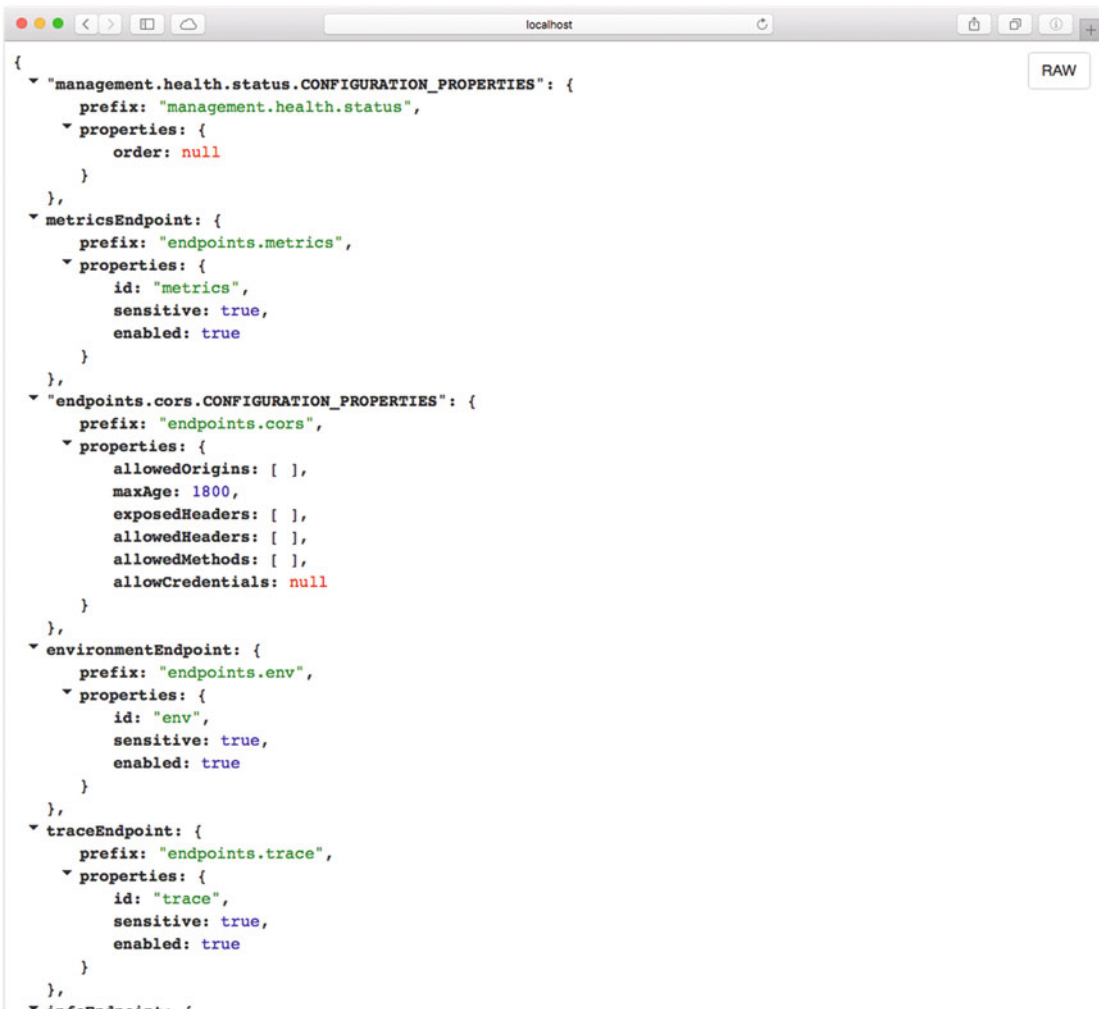 localhost
RAW
{
"management.health.status.CONFIGURATION_PROPERTIES": {
prefix: "management.health.status",
properties: {
order: null
}
},
metricsEndpoint: {
prefix: "endpoints.metrics",
properties: {
id: "metrics",
sensitive: true,
enabled: true
}
},
"endpoints.cors.CONFIGURATION_PROPERTIES": {
prefix: "endpoints.cors",
properties: {
allowedOrigins: [ ],
maxAge: 1800,
exposedHeaders: [ ],
allowedHeaders: [ ],
allowedMethods: [ ],
allowCredentials: null
}
},
environmentEndpoint: {
prefix: "endpoints.env",
properties: {
id: "env",
sensitive: true,
enabled: true
}
},
traceEndpoint: {
prefix: "endpoints.trace",
properties: {
id: "trace",
sensitive: true,
enabled: true
}
},